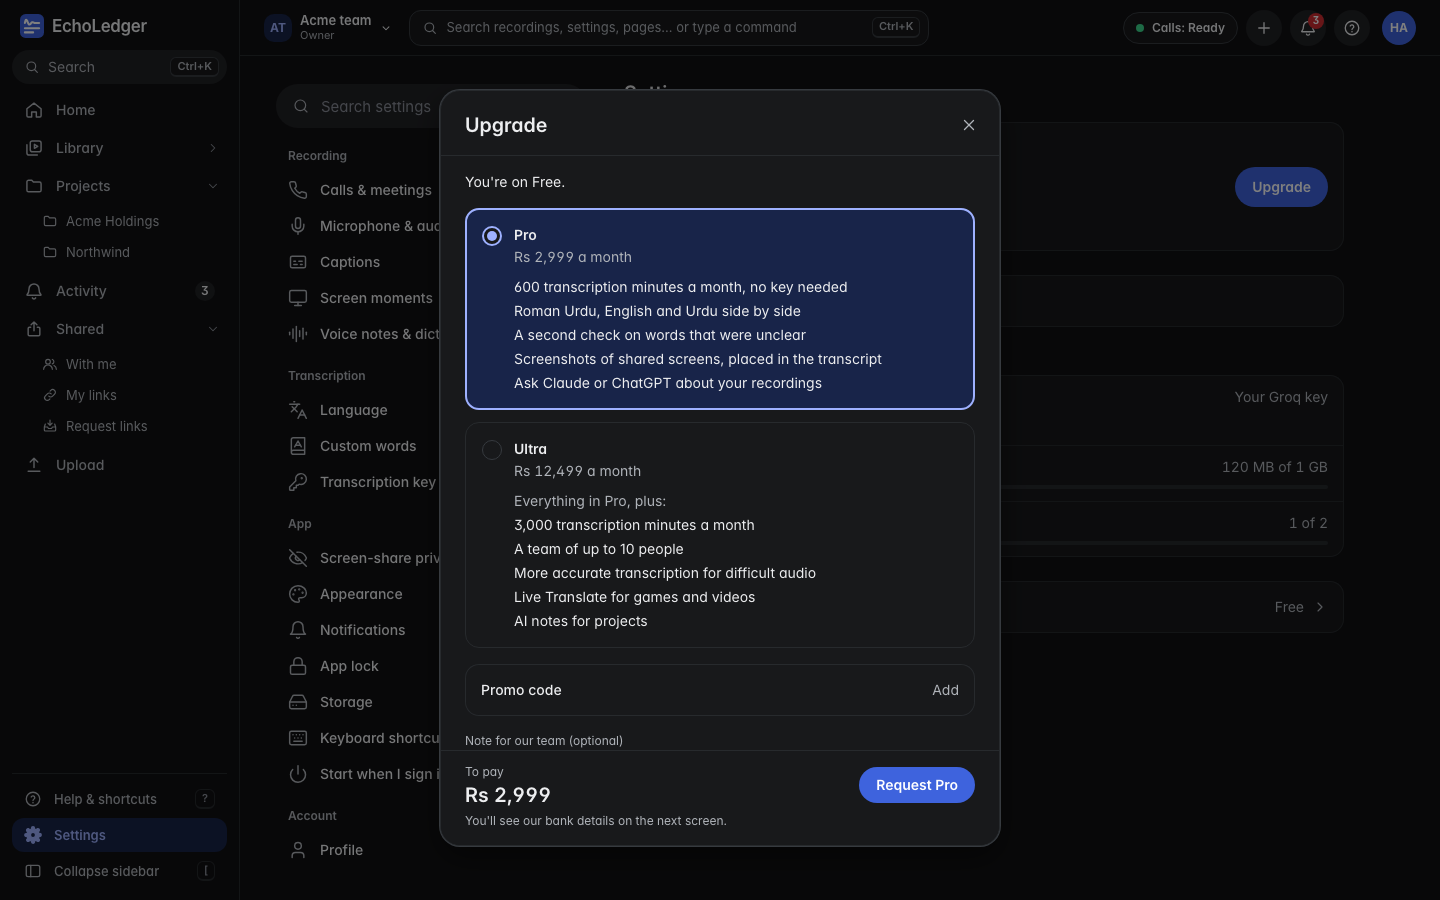 EchoLedger
Search
Ctrl+K
Home
Library
Projects
Acme Holdings
Northwind
Activity
3
Shared
With me
My links
Request links
Upload
Help & shortcuts
?
Settings
Collapse sidebar
[
AT
Acme team
Owner
Search recordings, settings, pages... or type a command
Ctrl+K
Calls: Ready
3
HA
Search settings
Recording
Calls & meetings
Microphone &
Captions
Screen moments
Voice notes &
Transcription
Language
Custom words
Transcription key
App
Screen-share
Appearance
Notifications
App lock
Storage
Keyboard
Start when I sign
Account
Profile
Upgrade
Your Groq key
120 MB of 1 GB
1 of 2
Free
Upgrade
You're on Free.
Pro
Rs 2,999 a month
600 transcription minutes a month, no key needed
Roman Urdu, English and Urdu side by side
A second check on words that were unclear
Screenshots of shared screens, placed in the transcript
Ask Claude or ChatGPT about your recordings
Ultra
Rs 12,499 a month
Everything in Pro, plus:
3,000 transcription minutes a month
A team of up to 10 people
More accurate transcription for difficult audio
Live Translate for games and videos
AI notes for projects
Promo code
Add
Note for our team (optional)
To pay
Rs 2,999
You'll see our bank details on the next screen.
Request Pro